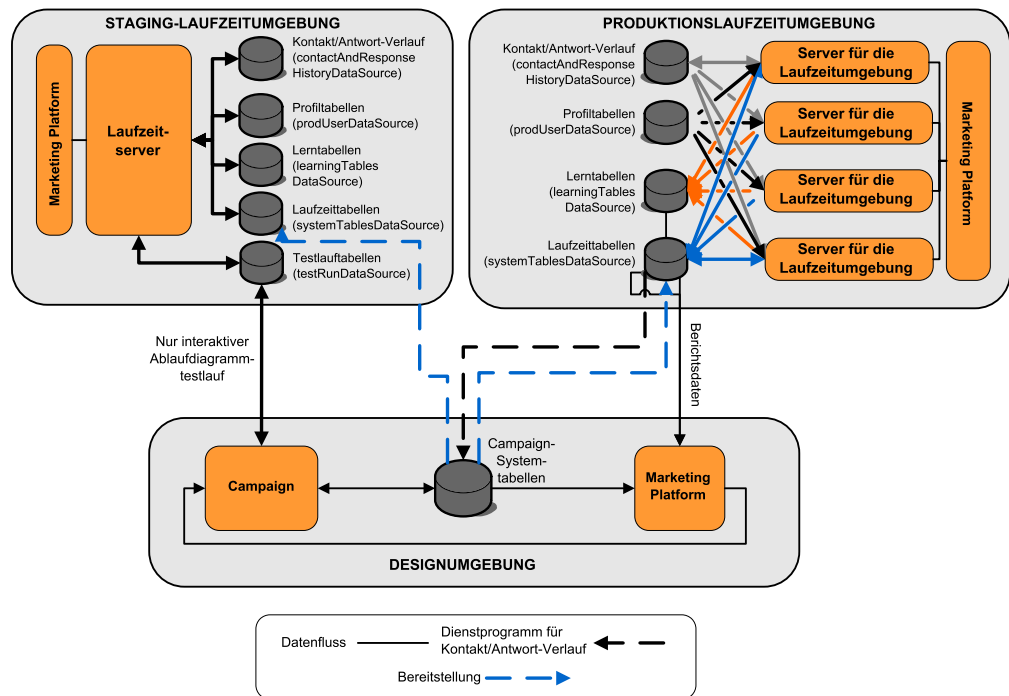 STAGING-LAUFZEITUMGEBUNG
Marketing Platform
Laufzeit-
server
Kontakt/Antwort-Verlauf
(contactAndResponse
HistoryDataSource)
Profiltabellen
(prodUserDataSource)
Lerntabellen
(learningTables
DataSource)
Laufzeittabellen
(systemTablesDataSource)
Testlauftabellen
(testRunDataSource)
PRODUKTIONSLAUFZEITUMGEBUNG
Kontakt/Antwort-Verlauf
(contactAndResponse
HistoryDataSource)
Profiltabellen
(prodUserDataSource)
Lerntabellen
(learningTables
DataSource)
Laufzeittabellen
(systemTablesDataSource)
Server für die
Laufzeitumgebung
Server für die
Laufzeitumgebung
Server für die
Laufzeitumgebung
Server für die
Laufzeitumgebung
Marketing Platform
Nur interaktiver
Ablaufdiagramm-
testlauf
Berichtsdaten
Campaign
Campaign-
System-
tabellen
Marketing
Platform
DESIGNUMGEBUNG
Datenfluss
Dienstprogramm für
Kontakt/Antwort-Verlauf
Bereitstellung